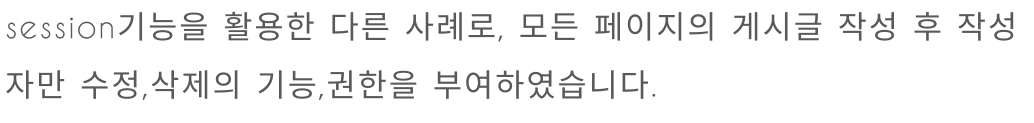 session기능을 활용한 다른 사례로, 모든 페이지의 게시글 작성 후 작성
자만 수정,삭제의 기능,권한을 부여하였습니다.